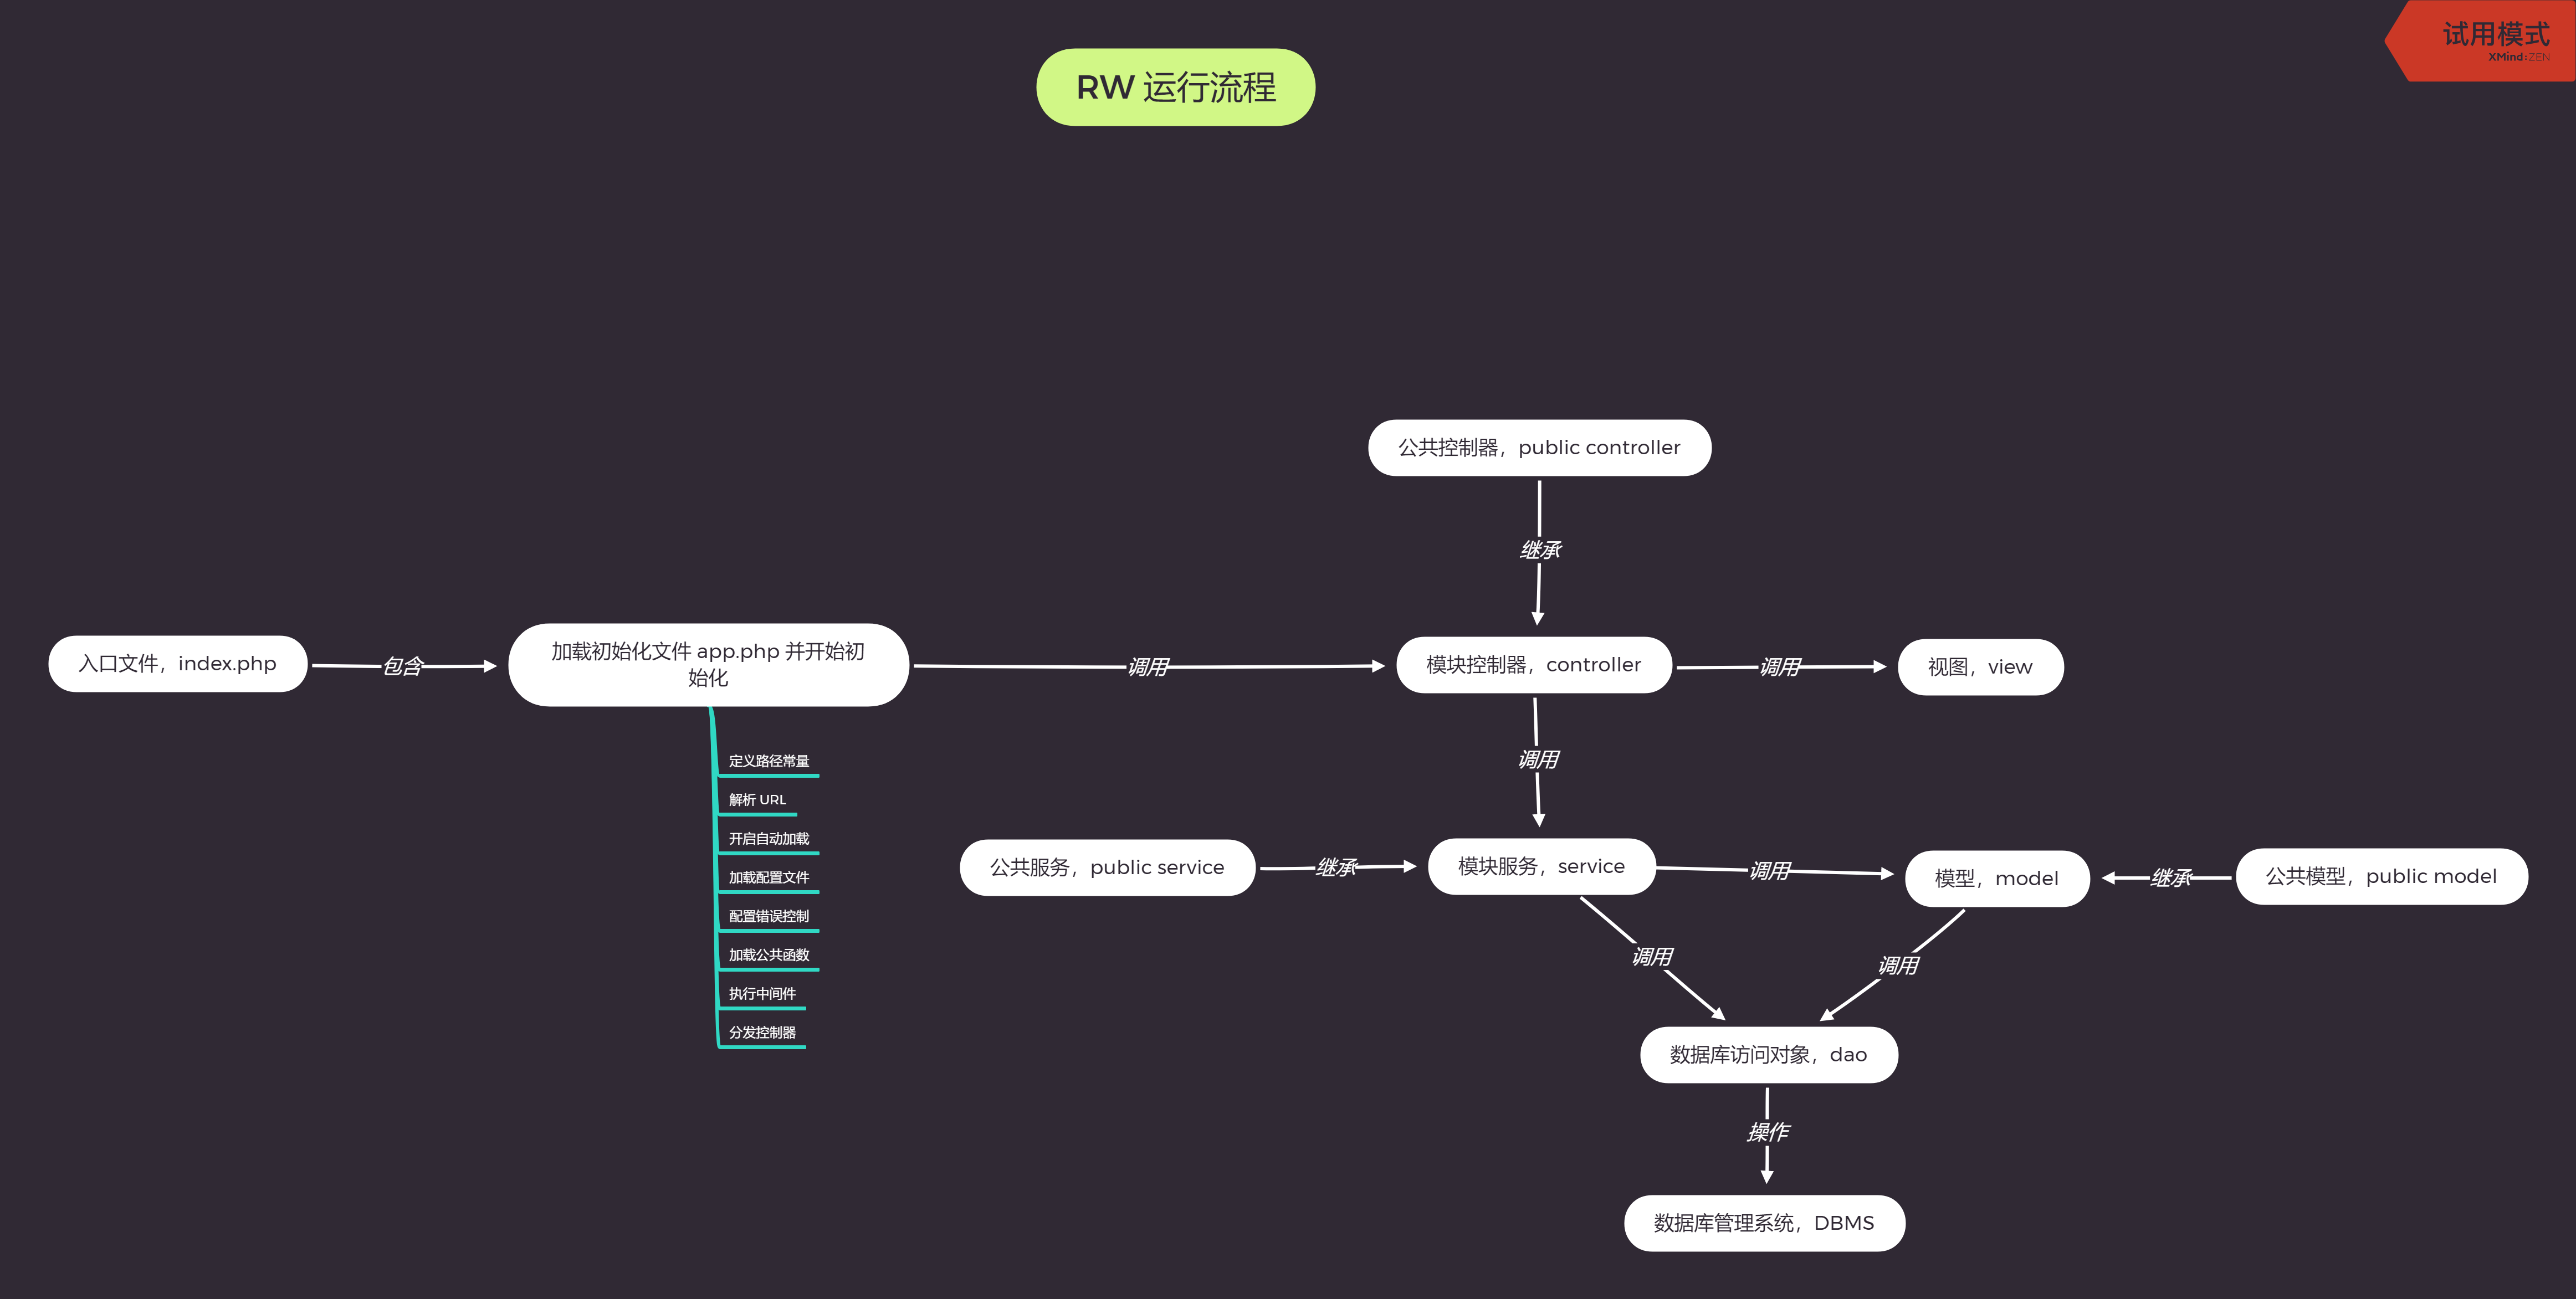 试用模式
XMind:ZEN
RW 运行流程
公共控制器，public controller
继承
入口文件，index.php
包含
加载初始化文件 app.php 并开始初
始化
调用
模块控制器，controller
调用
视图，view
定义路径常量
解析 URL
开启自动加载
加载配置文件
配置错误控制
加载公共函数
执行中间件
分发控制器
调用
公共服务，public service
继承
模块服务，service
调用
模型，model
继承
公共模型，public model
调用
调用
数据库访问对象，dao
操作
数据库管理系统，DBMS